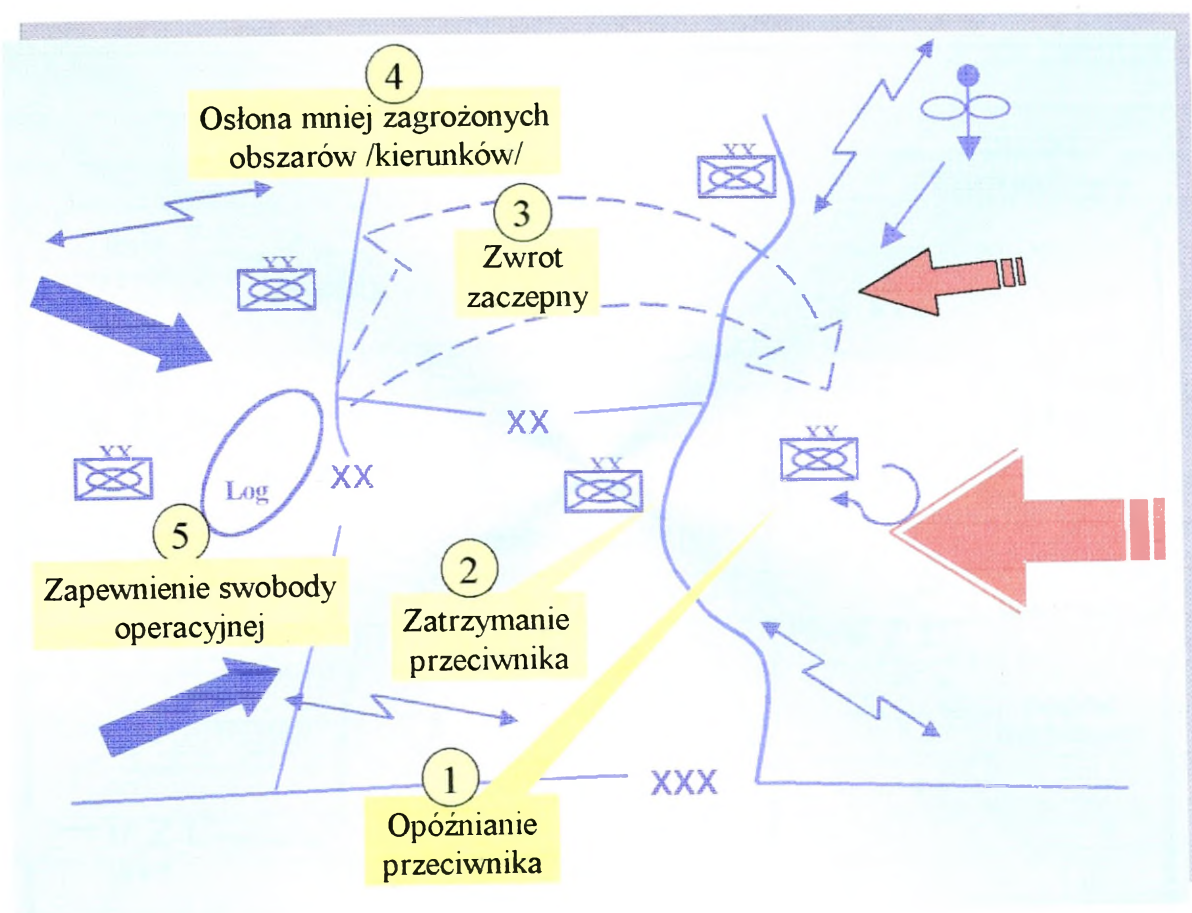 4
Osłona mniej zagrożonych
obszarów /kierunków/
XX
3
Zwrot
zaczepny
XX
XX
XX
XX
XX
XX
Log
XX
5
Zapewnienie swobody
operacyjnej
2
Zatrzymanie
przeciwnika
XXX
1
Opóźnianie
przeciwnika